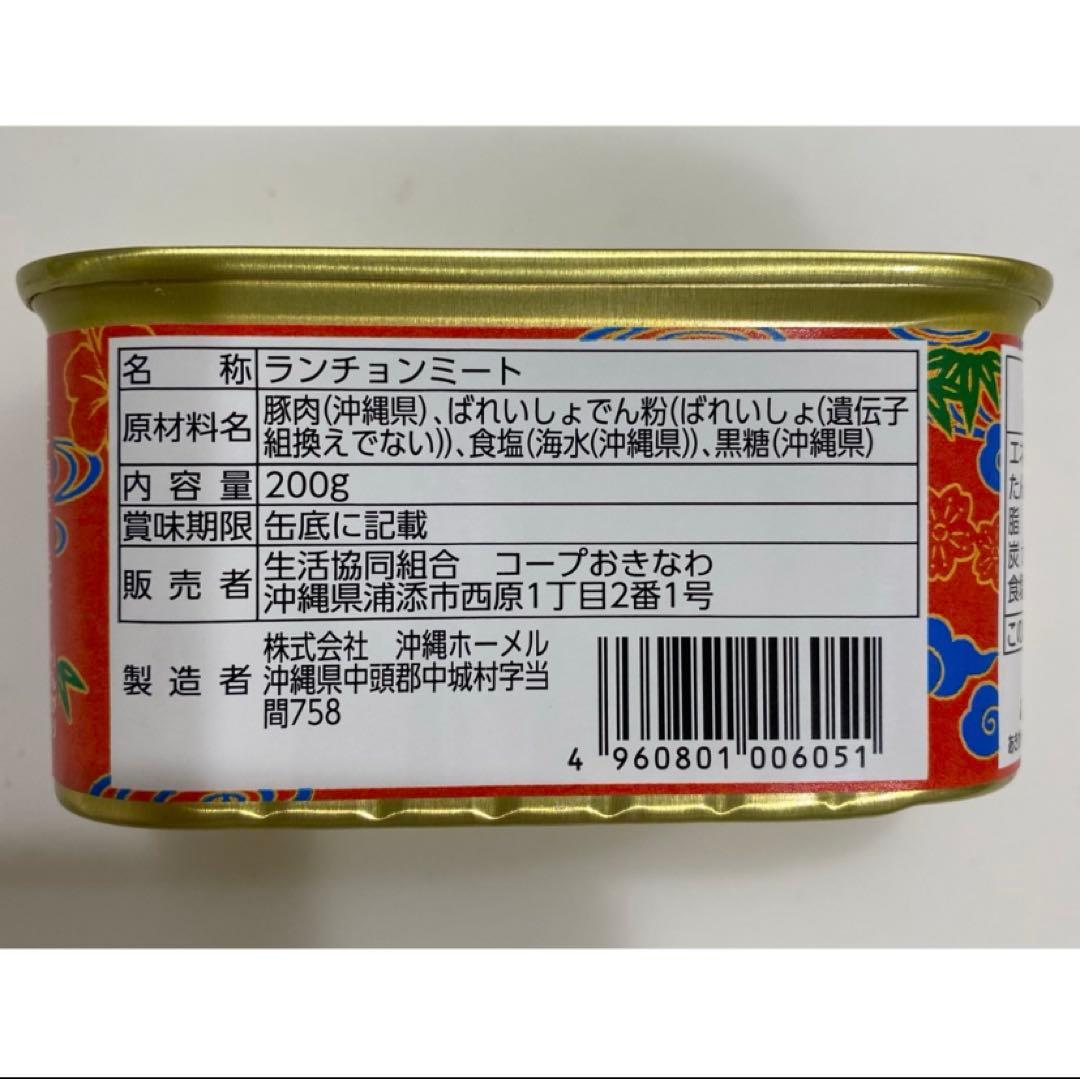 名称 ランチョンミート
原材料名 豚肉(沖縄県)、ばれいしょでん粉(ばれいしょ(遺伝子
組換えでない))、食塩(海水(沖縄県))、黒糖(沖縄県)
内容量 200g
賞味期限 缶底に記載
販売者 生活協同組合 コープおきなわ
沖縄県浦添市西原1丁目2番1号
製造者 株式会社 沖縄ホーメル
沖縄県中頭郡中城村字当
間758
4 960801 006051